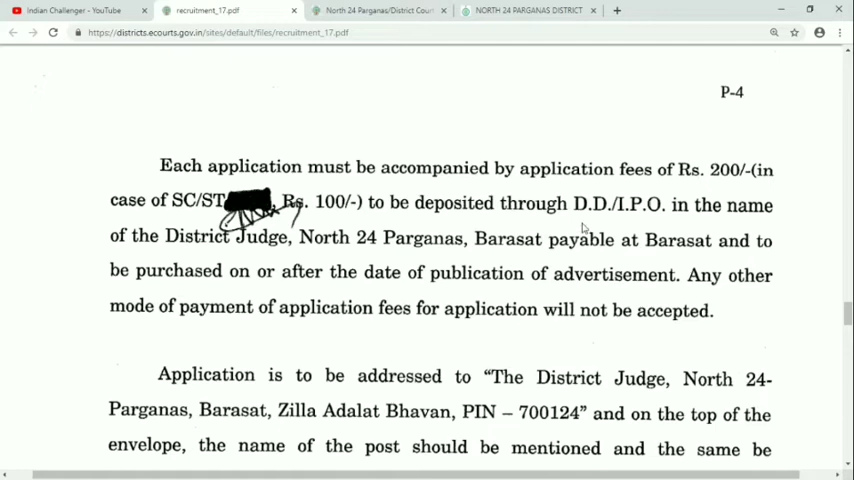 Indian Challenger - YouTube
recruitment_17.pdf
North 24 Parganas/District Court
NORTH 24 PARGANAS DISTRICT
https://districts.ecourts.gov.in/sites/default/files/recruitment_17.pdf
P-4
Each application must be accompanied by application fees of Rs. 200/-(in
case of SC/ST , Rs. 100/-) to be deposited through D.D./I.P.O. in the name
of the District Judge, North 24 Parganas, Barasat payable at Barasat and to
be purchased on or after the date of publication of advertisement. Any other
mode of payment of application fees for application will not be accepted.
Application is to be addressed to “The District Judge, North 24-
Parganas, Barasat, Zilla Adalat Bhavan, PIN – 700124” and on the top of the
envelope, the name of the post should be mentioned and the same be